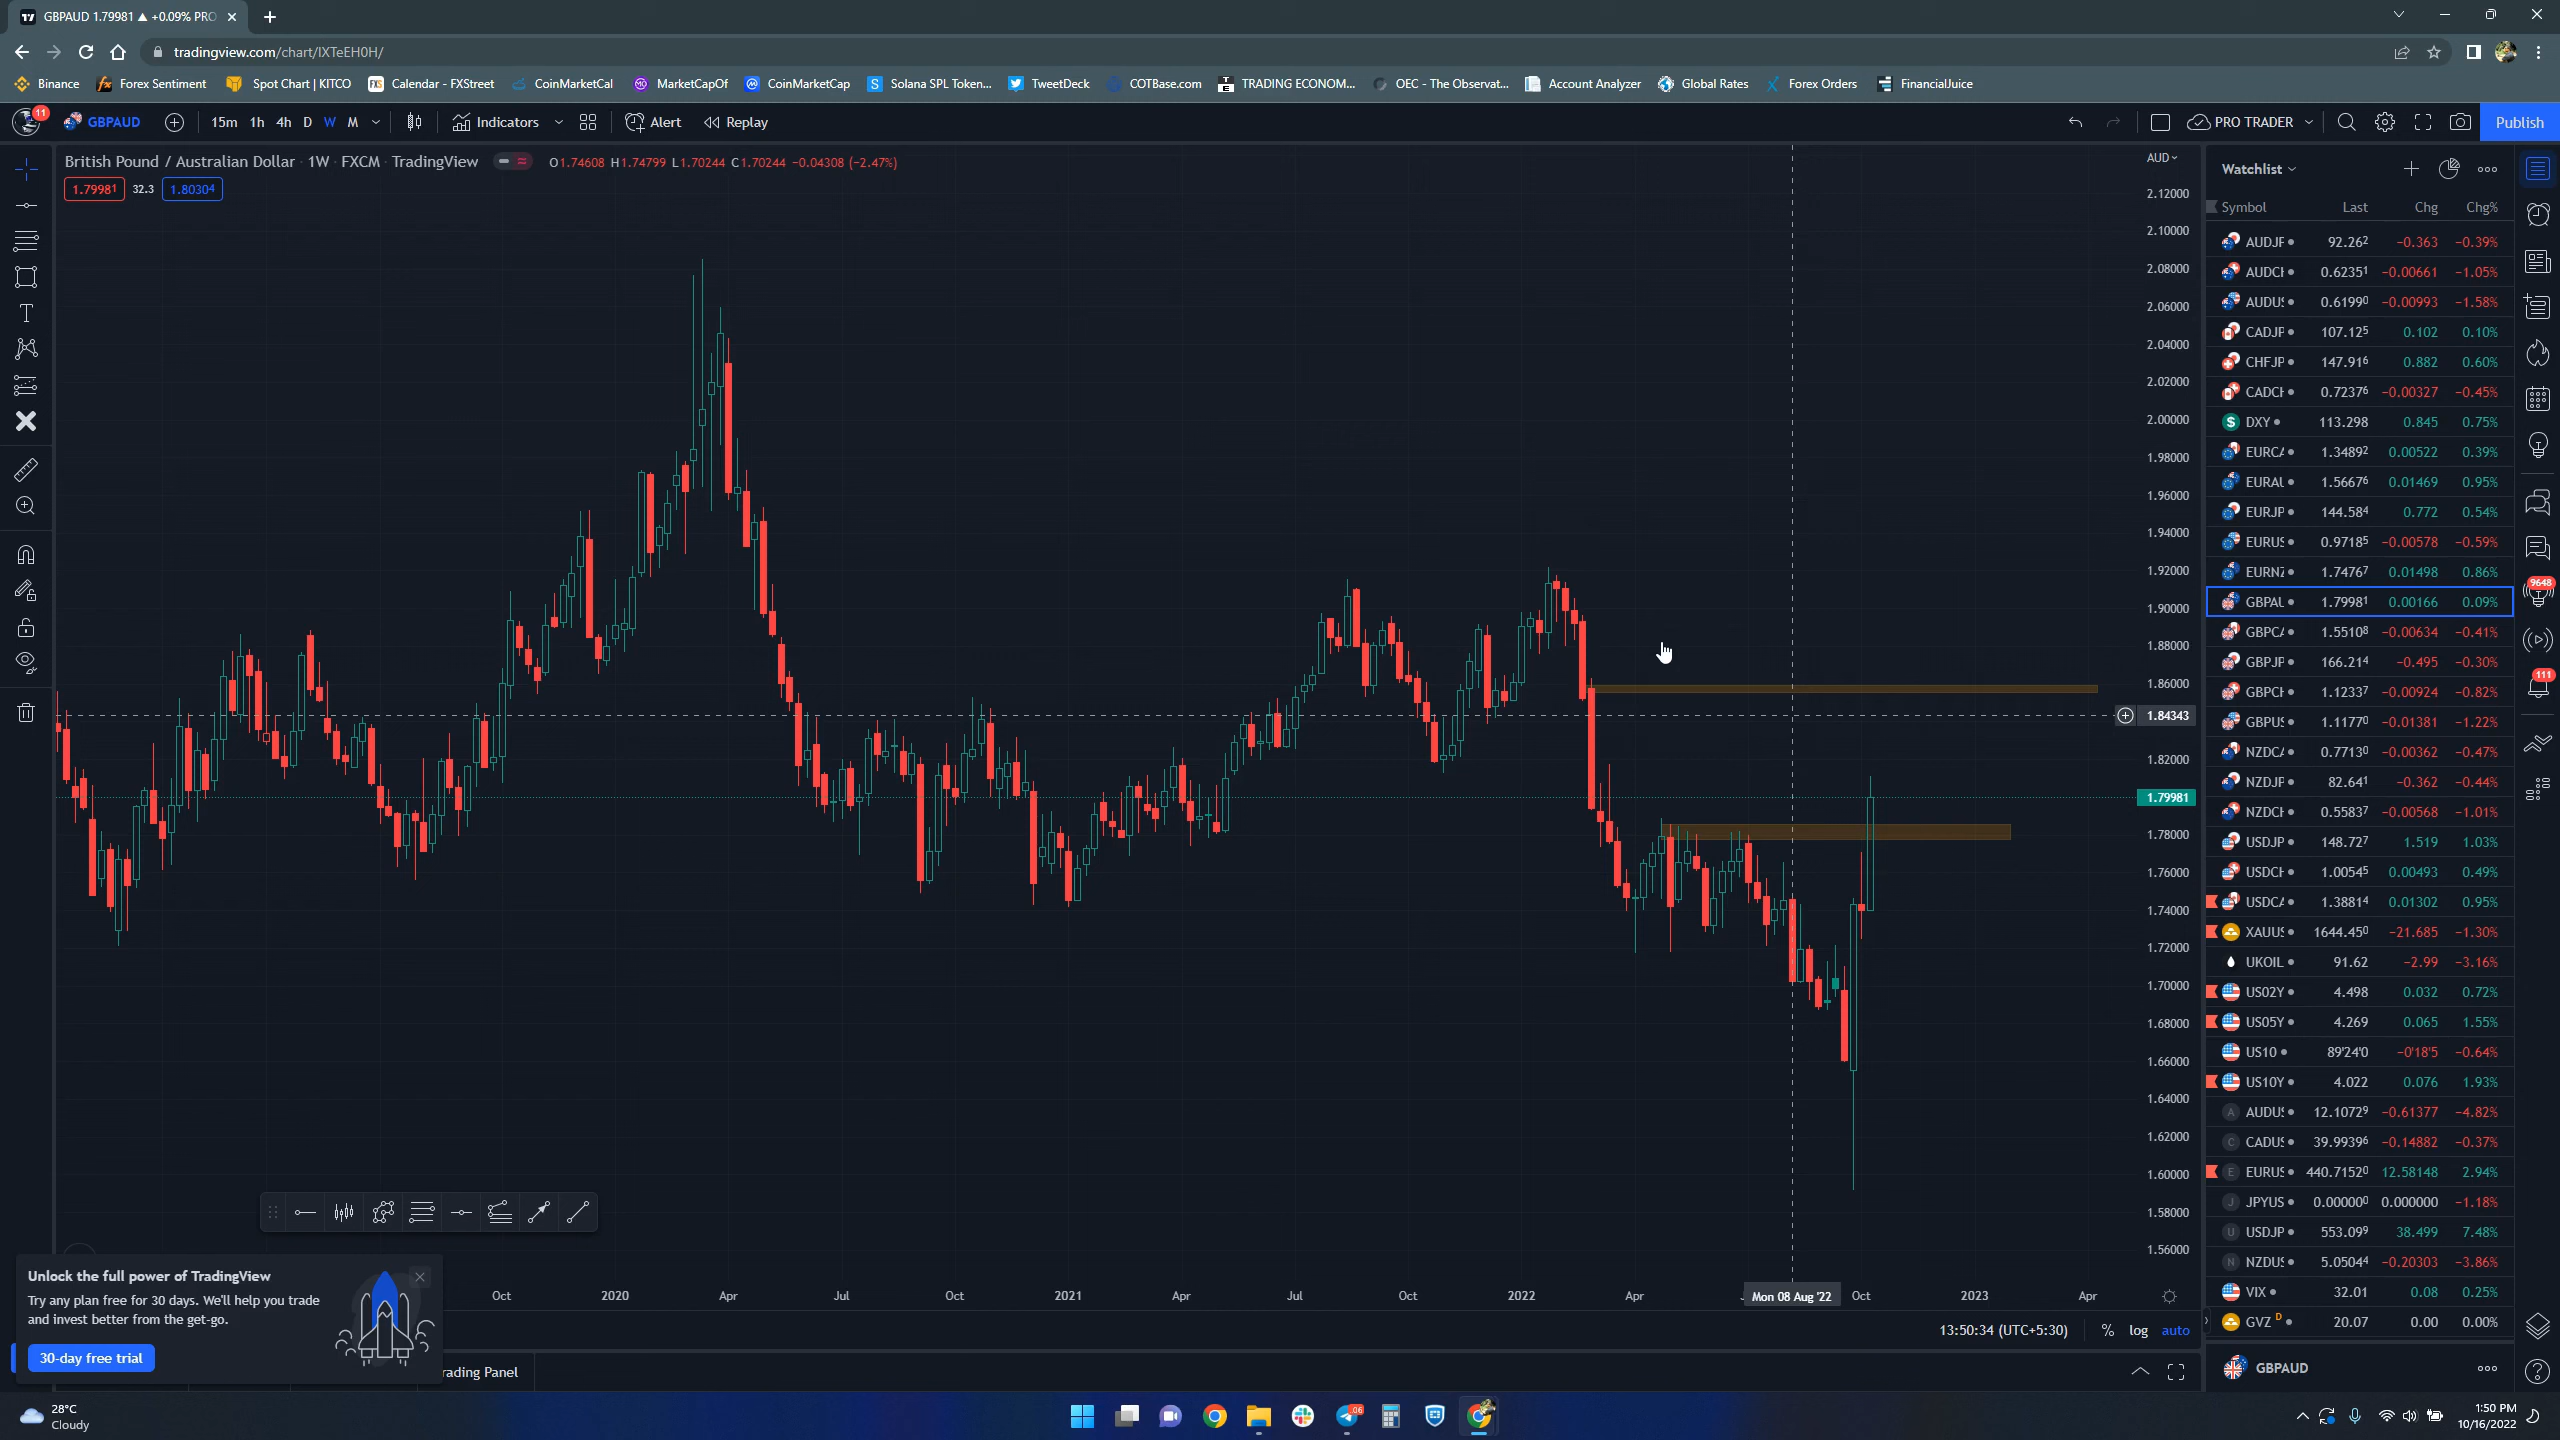 GBPAUD 1.79981 ▲ +0.09% PRO
tradingview.com/chart/IXTeEH0H/
Binance Forex Sentiment Spot Chart | KITCO Calendar - FXStreet CoinMarketCal MarketCapOf CoinMarketCap Solana SPL Token... TweetDeck COTBase.com TRADING ECONOM... OEC - The Observat... Account Analyzer Global Rates Forex Orders FinancialJuice
11 GBPAUD 15m 1h 4h D W M Indicators Alert Replay PRO TRADER Publish
British Pound / Australian Dollar · 1W · FXCM · TradingView O1.74608 H1.74799 L1.70244 C1.70244 −0.04308 (−2.47%)
1.79981 32.3 1.80304
AUD
2.12000
2.10000
2.08000
2.06000
2.04000
2.02000
2.00000
1.98000
1.96000
1.94000
1.92000
1.90000
1.88000
1.86000
1.84343
1.82000
1.79981
1.78000
1.76000
1.74000
1.72000
1.70000
1.68000
1.66000
1.64000
1.62000
1.60000
1.58000
1.56000
Oct 2020 Apr Jul Oct 2021 Apr Jul Oct 2022 Apr Mon 08 Aug '22 Oct 2023 Apr
13:50:34 (UTC+5:30) % log auto
Unlock the full power of TradingView
Try any plan free for 30 days. We'll help you trade
and invest better from the get-go.
30-day free trial
rading Panel
Watchlist
Symbol Last Chg Chg%
AUDJF 92.262 −0.363 −0.39%
AUDCI 0.62351 −0.00661 −1.05%
AUDUS 0.61990 −0.00993 −1.58%
CADJF 107.125 0.102 0.10%
CHFJP 147.916 0.882 0.60%
CADCI 0.72376 −0.00327 −0.45%
DXY 113.298 0.845 0.75%
EURCA 1.34892 0.00522 0.39%
EURAU 1.56676 0.01469 0.95%
EURJP 144.584 0.772 0.54%
EURUS 0.97185 −0.00578 −0.59%
EURNZ 1.74767 0.01498 0.86%
GBPAU 1.79981 0.00166 0.09%
GBPCA 1.55108 −0.00634 −0.41%
GBPJP 166.214 −0.495 −0.30%
GBPCH 1.12337 −0.00924 −0.82%
GBPUS 1.11770 −0.01381 −1.22%
NZDCA 0.77130 −0.00362 −0.47%
NZDJF 82.641 −0.362 −0.44%
NZDCH 0.55837 −0.00568 −1.01%
USDJP 148.727 1.519 1.03%
USDCH 1.00545 0.00493 0.49%
USDCA 1.38814 0.01302 0.95%
XAUUS 1644.450 −21.685 −1.30%
UKOIL 91.62 −2.99 −3.16%
US02Y 4.498 0.032 0.72%
US05Y 4.269 0.065 1.55%
US10 89'24'0 −0'18'5 −0.64%
US10Y 4.022 0.076 1.93%
A AUDUS 12.10729 −0.61377 −4.82%
C CADUS 39.99396 −0.14882 −0.37%
E EURUS 440.71520 12.58148 2.94%
J JPYUS 0.000000 0.000000 −1.18%
U USDJP 553.099 38.499 7.48%
N NZDUS 5.05044 −0.20303 −3.86%
VIX 32.01 0.08 0.25%
GVZ D 20.07 0.00 0.00%
GBPAUD
9648
111
28°C
Cloudy
1:50 PM
10/16/2022